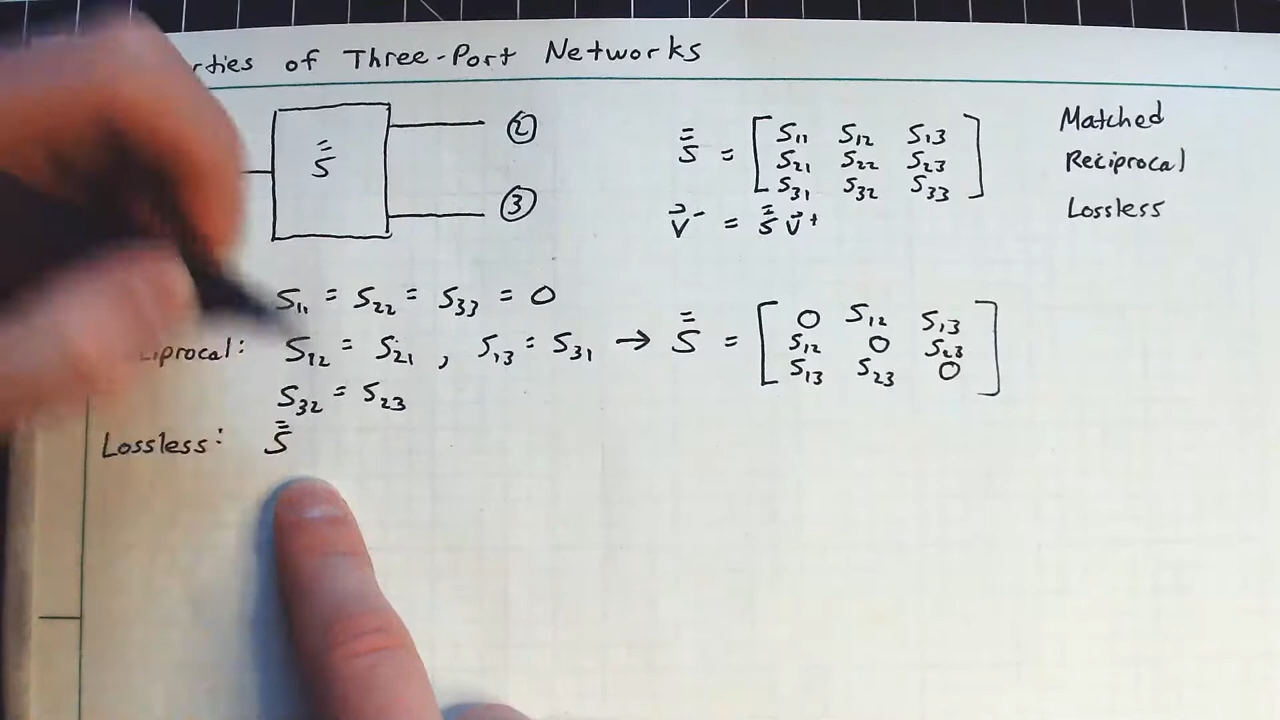 rties of Three-Port Networks
S̿ ② ③
S̿ = [ S₁₁ S₁₂ S₁₃
S₂₁ S₂₂ S₂₃
S₃₁ S₃₂ S₃₃ ]
V⃗⁻ = S̿ V⃗⁺
Matched
Reciprocal
Lossless
S₁₁ = S₂₂ = S₃₃ = 0
iprocal: S₁₂ = S₂₁ , S₁₃ = S₃₁ → S̿ = [ 0 S₁₂ S₁₃
S₁₂ 0 S₂₃
S₁₃ S₂₃ 0 ]
S₃₂ = S₂₃
Lossless: S̿